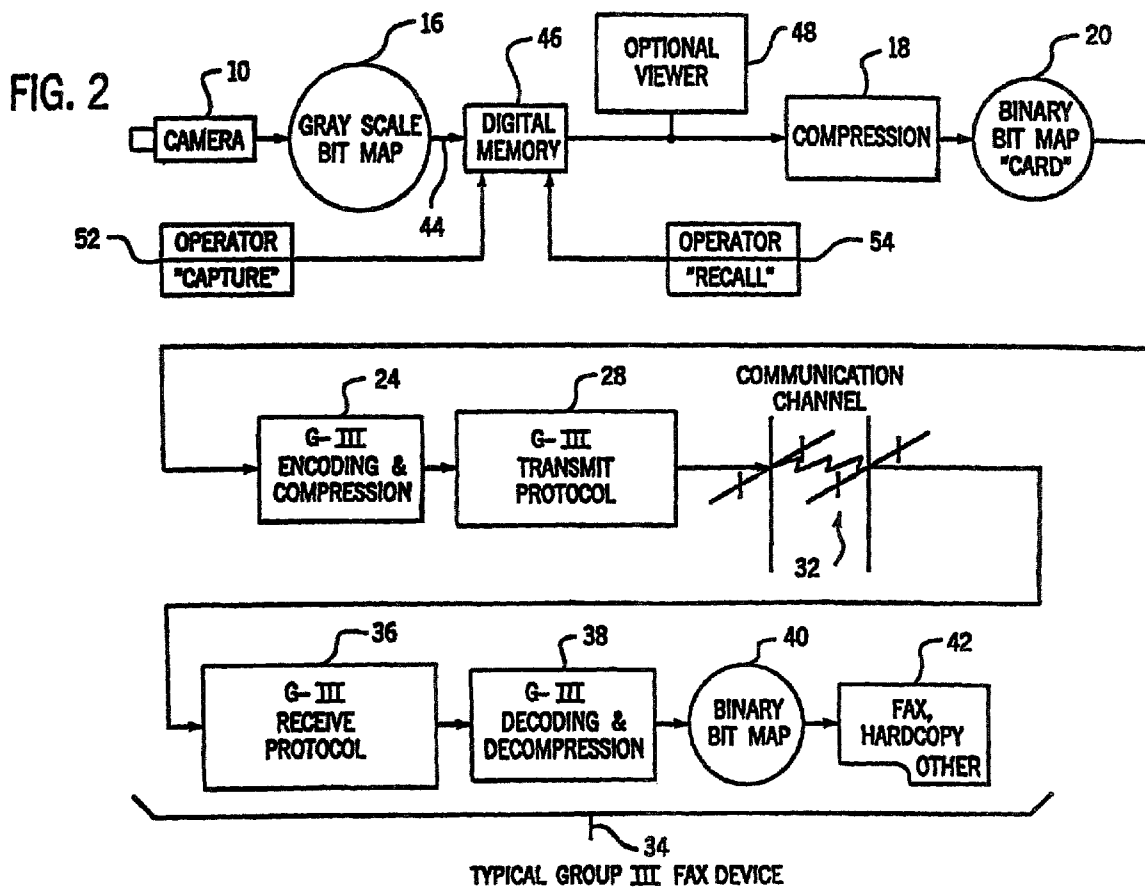 FIG. 2
10
16
46
48
18
20
CAMERA
GRAY SCALE
BIT MAP
DIGITAL
MEMORY
OPTIONAL
VIEWER
COMPRESSION
BINARY
BIT MAP
"CARD"
44
52
OPERATOR
"CAPTURE"
OPERATOR
"RECALL"
54
24
28
COMMUNICATION
CHANNEL
G-III
ENCODING &
COMPRESSION
G-III
TRANSMIT
PROTOCOL
32
36
38
40
42
G-III
RECEIVE
PROTOCOL
G-III
DECODING &
DECOMPRESSION
BINARY
BIT MAP
FAX,
HARDCOPY
OTHER
34
TYPICAL GROUP III FAX DEVICE